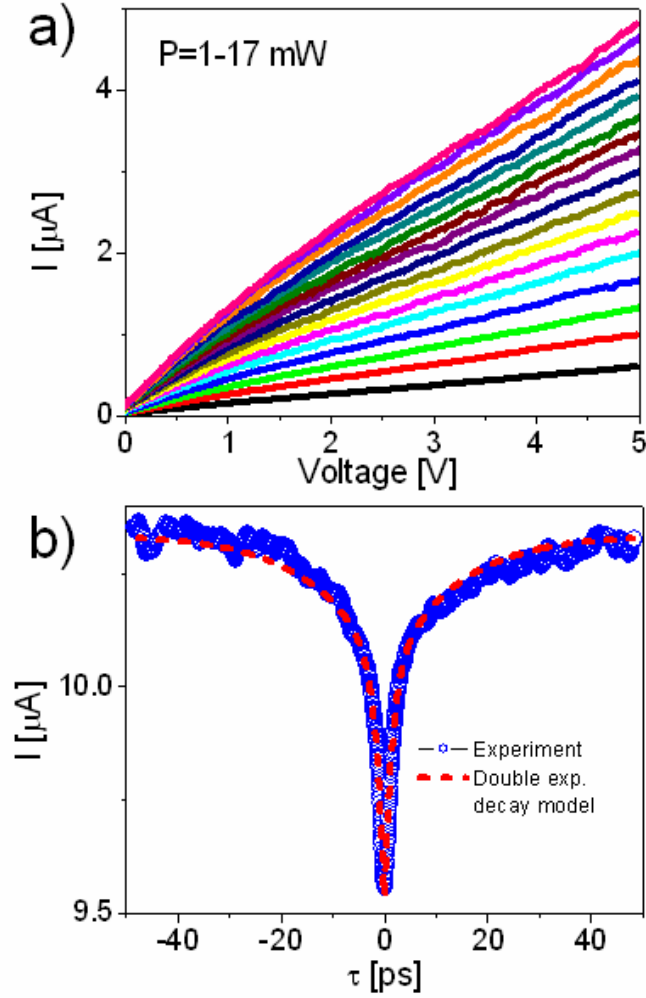 a)
P=1-17 mW
4
2
0
I [μA]
0 1 2 3 4 5
Voltage [V]
b)
10.0
9.5
I [μA]
Experiment
Double exp.
decay model
-40 -20 0 20 40
τ [ps]